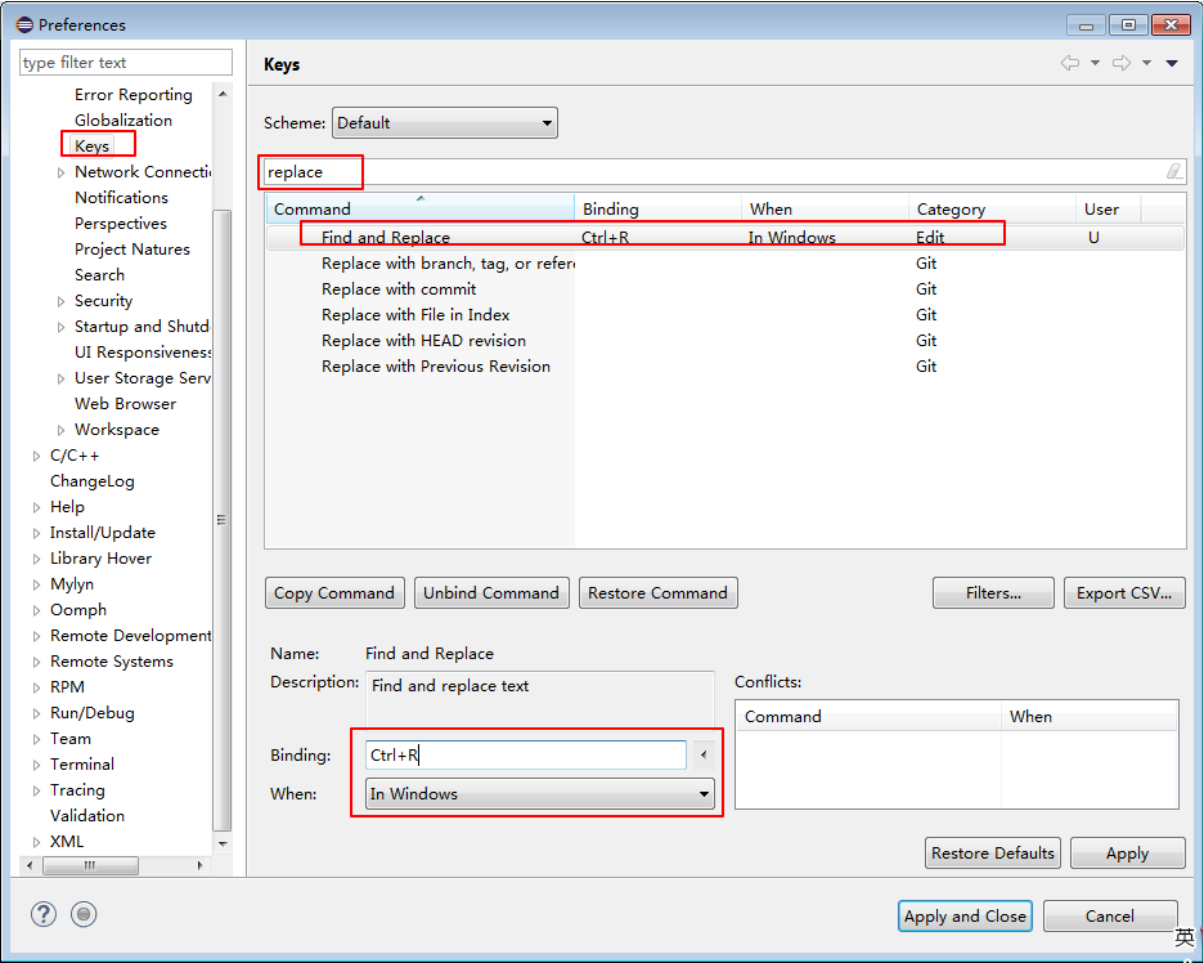 Preferences
type filter text
Error Reporting
Globalization
Keys
Network Connecti
Notifications
Perspectives
Project Natures
Search
Security
Startup and Shutd
UI Responsiveness
User Storage Serv
Web Browser
Workspace
C/C++
ChangeLog
Help
Install/Update
Library Hover
Mylyn
Oomph
Remote Development
Remote Systems
RPM
Run/Debug
Team
Terminal
Tracing
Validation
XML
Keys
Scheme: Default
replace
Command Binding When Category User
Find and Replace Ctrl+R In Windows Edit U
Replace with branch, tag, or refere Git
Replace with commit Git
Replace with File in Index Git
Replace with HEAD revision Git
Replace with Previous Revision Git
Copy Command Unbind Command Restore Command Filters... Export CSV...
Name: Find and Replace
Description: Find and replace text
Binding: Ctrl+R
When: In Windows
Conflicts:
Command When
Restore Defaults Apply
Apply and Close Cancel
英